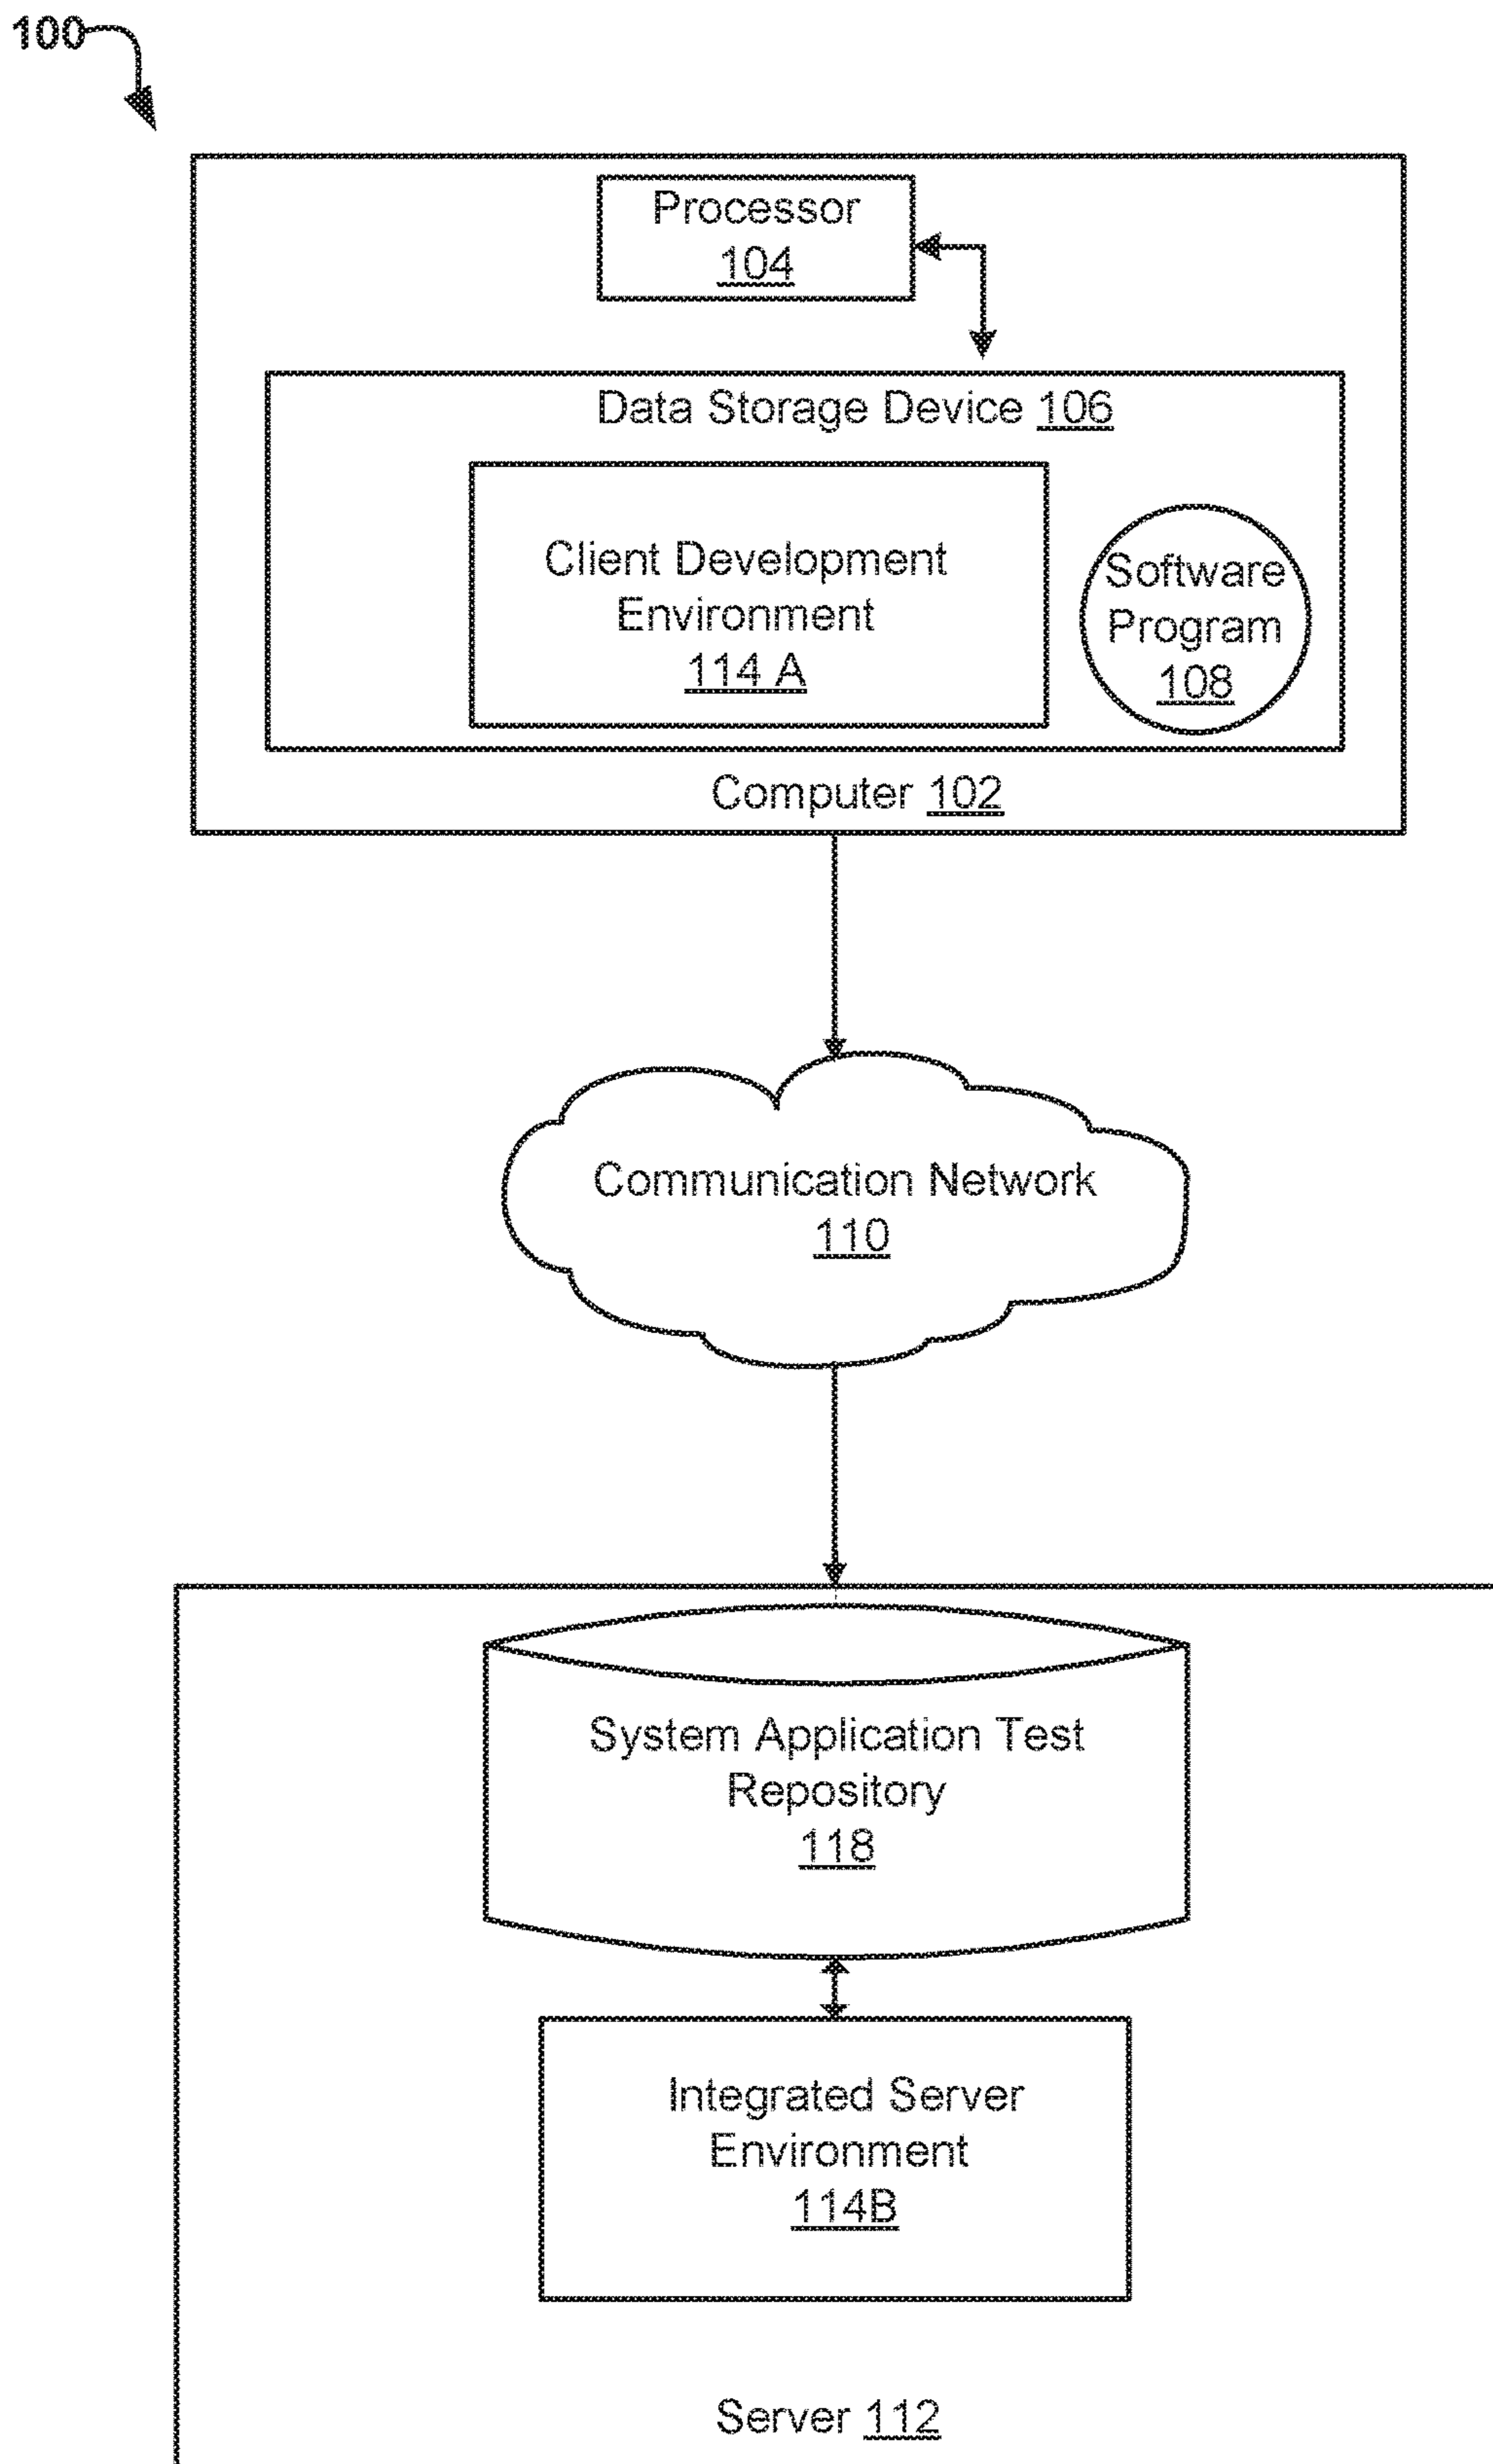 100
Processor
104
Data Storage Device 106
Client Development
Environment
114 A
Software
Program
108
Computer 102
Communication Network
110
System Application Test
Repository
118
Integrated Server
Environment
114B
Server 112